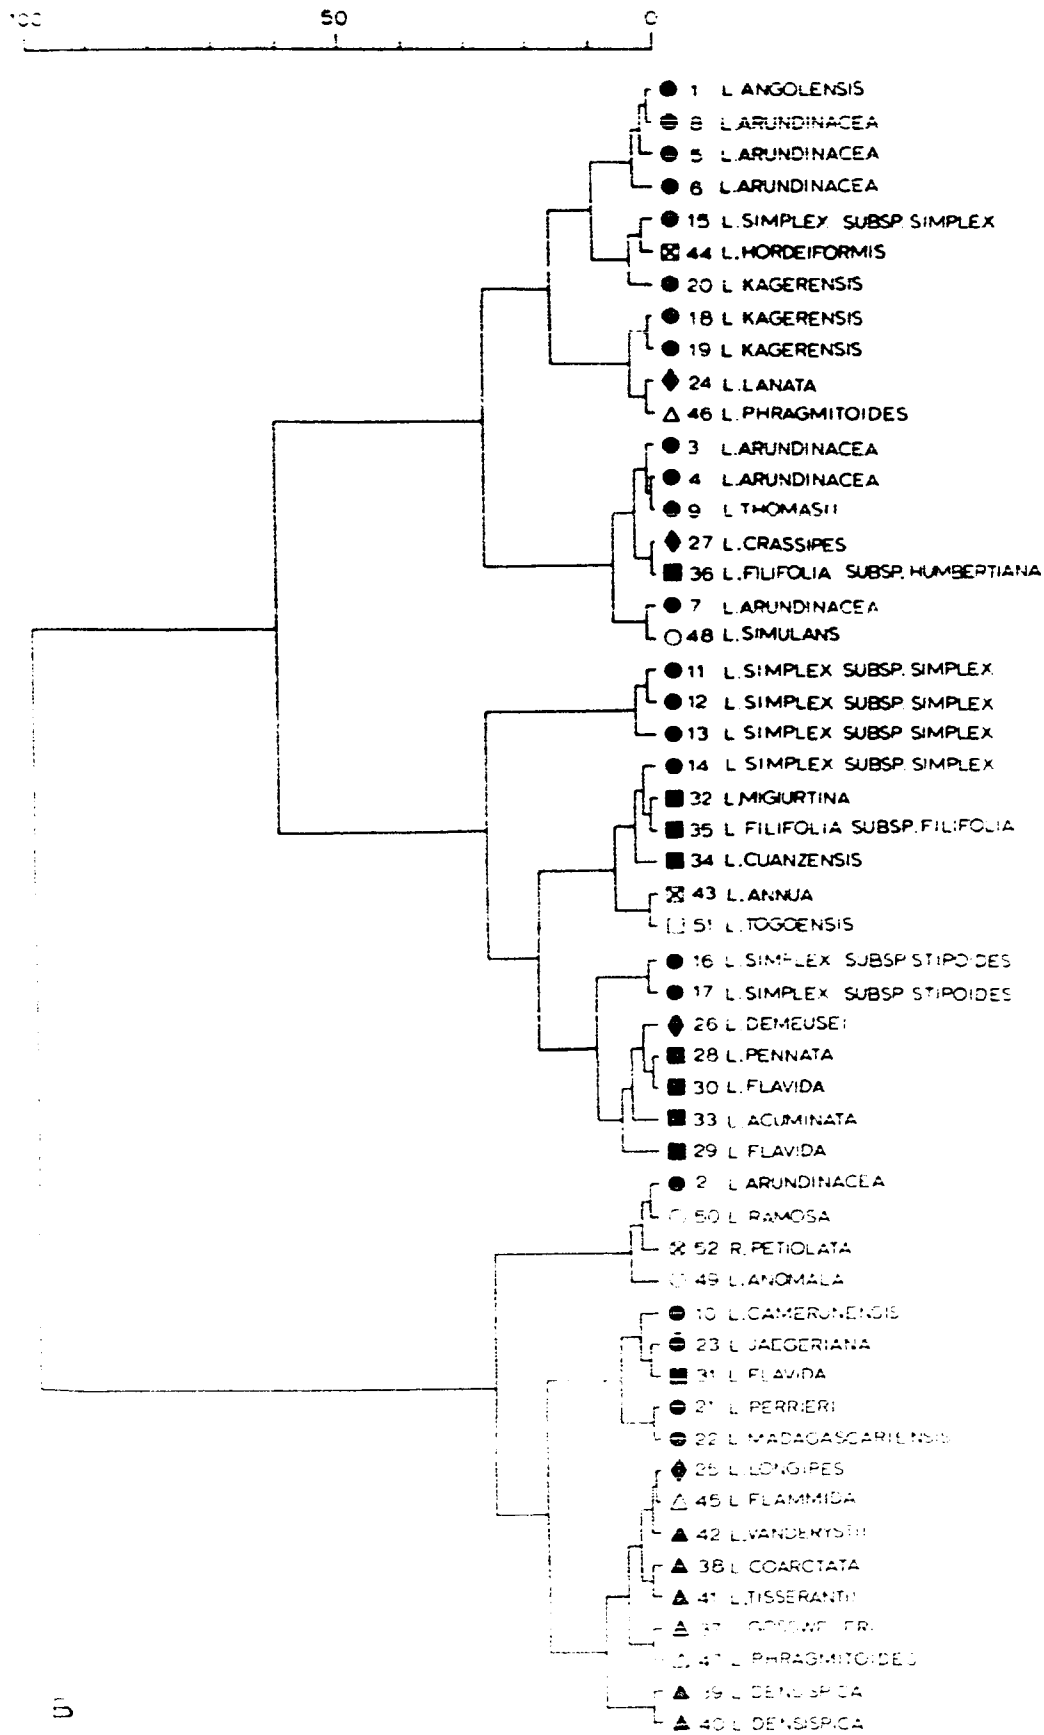 100 50 0
1 L ANGOLENSIS
8 L.ARUNDINACEA
5 L.ARUNDINACEA
6 L.ARUNDINACEA
15 L.SIMPLEX SUBSP. SIMPLEX
44 L.HORDEIFORMIS
20 L KAGERENSIS
18 L KAGERENSIS
19 L KAGERENSIS
24 L.LANATA
46 L.PHRAGMITOIDES
3 L.ARUNDINACEA
4 L.ARUNDINACEA
9 L THOMASII
27 L.CRASSIPES
36 L.FILIFOLIA SUBSP. HUMBERTIANA
7 L.ARUNDINACEA
48 L.SIMULANS
11 L.SIMPLEX SUBSP. SIMPLEX
12 L.SIMPLEX SUBSP. SIMPLEX
13 L SIMPLEX SUBSP SIMPLEX
14 L SIMPLEX SUBSP. SIMPLEX
32 L.MIGIURTINA
35 L FILIFOLIA SUBSP. FILIFOLIA
34 L.CUANZENSIS
43 L.ANNUA
51 L.TOGOENSIS
16 L.SIMPLEX SUBSP STIPOIDES
17 L.SIMPLEX SUBSP STIPOIDES
26 L.DEMEUSEI
28 L.PENNATA
30 L.FLAVIDA
33 L.ACUMINATA
29 L FLAVIDA
2 L ARUNDINACEA
50 L RAMOSA
52 R.PETIOLATA
49 L.ANOMALA
10 L.CAMERUNENSIS
23 L JAEGERIANA
31 L FLAVIDA
21 L PERRIERI
22 L MADAGASCARIENSIS
25 L.LONGIPES
45 L FLAMMIDA
42 L.VANDERYSTII
38 L COARCTATA
41 L.TISSERANTII
37 L GOSSWEILERI
47 L PHRAGMITOIDES
39 L DENSISPICA
40 L DENSISPICA